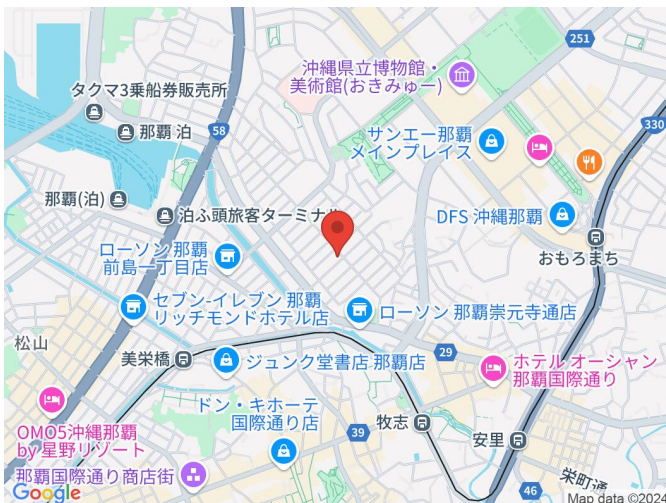 251
沖縄県立博物館・
美術館(おきみゅー)
タクマ3乗船券販売所
58
那覇 泊
330
サンエー那覇
メインプレイス
那覇(泊)
泊ふ頭旅客ターミナル
DFS 沖縄那覇
おもろまち
ローソン 那覇
前島一丁目店
セブン-イレブン 那覇
リッチモンドホテル店
ローソン 那覇崇元寺通店
松山
美栄橋
ジュンク堂書店 那覇店
29
ホテル オーシャン
那覇国際通り
ドン・キホーテ
国際通り店
牧志
安里
OMO5沖縄那覇
by 星野リゾート
39
那覇国際通り商店街
46
栄町通
Google
Map data ©2024